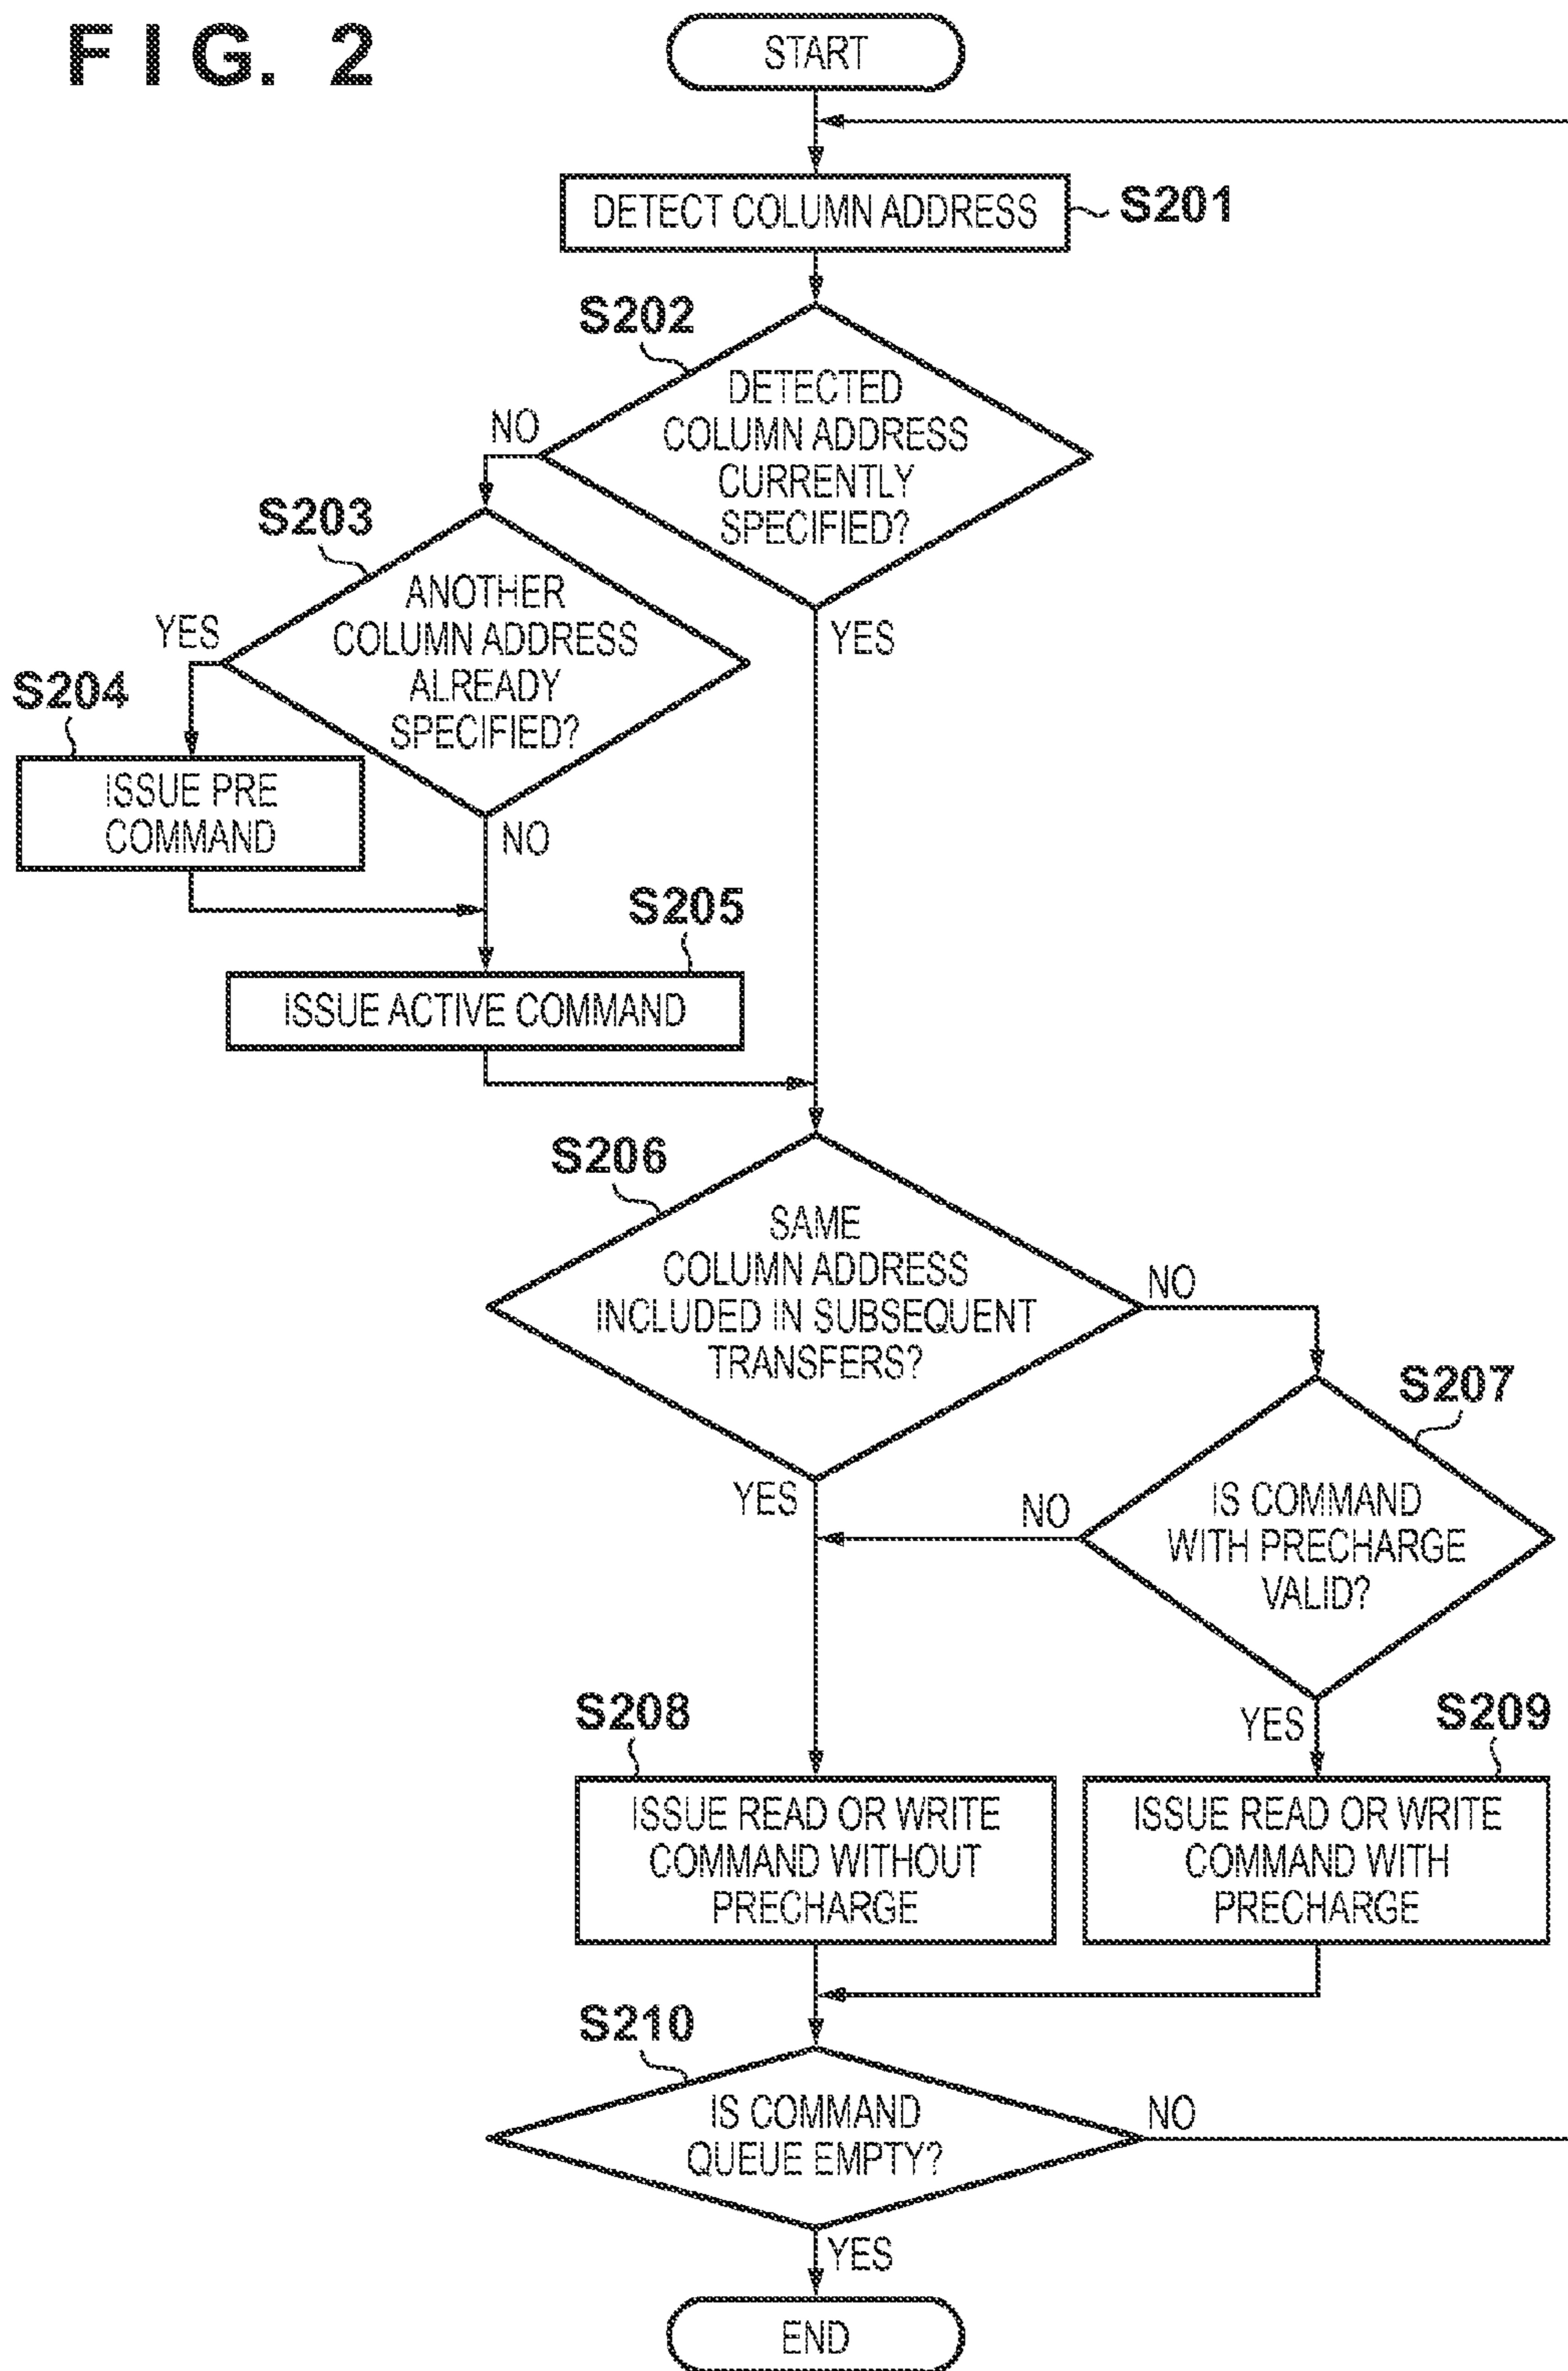 FIG. 2
START
DETECT COLUMN ADDRESS
S201
S202
DETECTED
COLUMN ADDRESS
CURRENTLY
SPECIFIED?
NO
YES
S203
ANOTHER
COLUMN ADDRESS
ALREADY
SPECIFIED?
YES
NO
S204
ISSUE PRE
COMMAND
S205
ISSUE ACTIVE COMMAND
S206
SAME
COLUMN ADDRESS
INCLUDED IN SUBSEQUENT
TRANSFERS?
NO
YES
S207
IS COMMAND
WITH PRECHARGE
VALID?
NO
YES
S208
ISSUE READ OR WRITE
COMMAND WITHOUT
PRECHARGE
S209
ISSUE READ OR WRITE
COMMAND WITH
PRECHARGE
S210
IS COMMAND
QUEUE EMPTY?
NO
YES
END